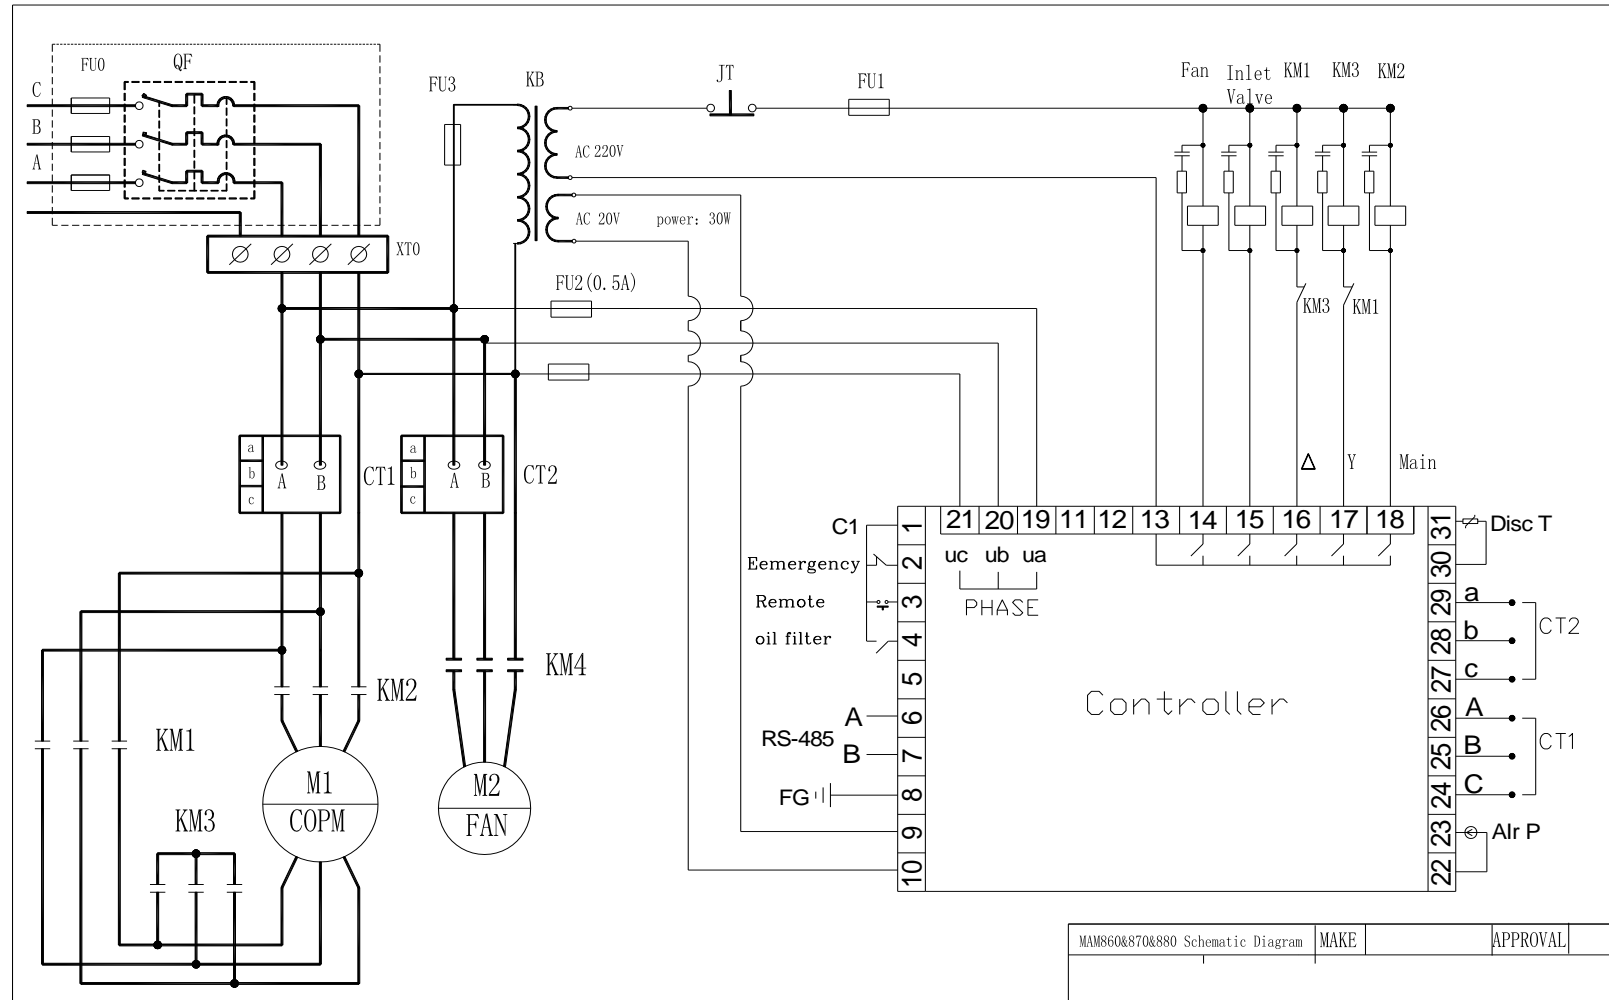 FU0
QF
C
B
A
XT0
FU3
KB
JT
FU1
Fan
Inlet
Valve
KM1
KM3
KM2
AC 220V
AC 20V
power: 30W
FU2(0.5A)
KM3
KM1
a
b
c
A
B
CT1
a
b
c
A
B
CT2
Δ
Y
Main
21
20
19
11
12
13
14
15
16
17
18
uc
ub
ua
PHASE
C1
1
Eemergency
2
Remote
3
oil filter
4
5
A
6
RS-485
B
7
FG
8
9
10
31
Disc T
30
29
a
28
b
CT2
27
c
26
A
25
B
CT1
24
C
23
AIr P
22
Controller
KM4
KM2
KM1
KM3
M1
COPM
M2
FAN
MAM860&870&880 Schematic Diagram
MAKE
APPROVAL